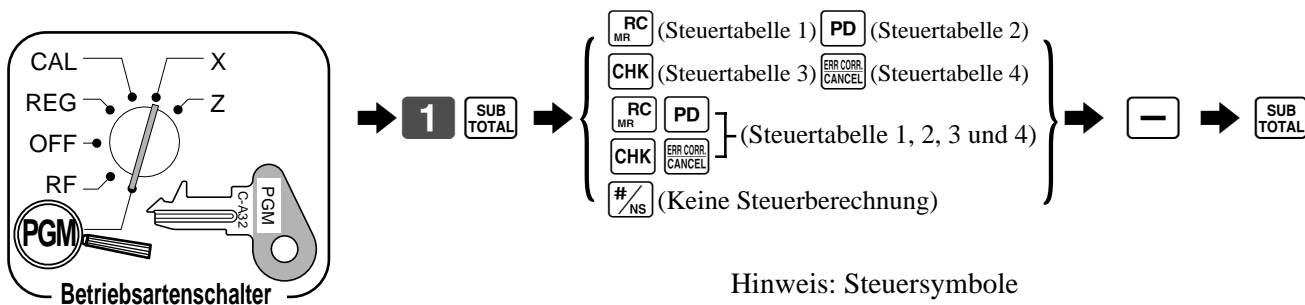 CAL
X
REG
Z
OFF
RF
PGM
PGM
C-A32
Betriebsartenschalter
1 SUB TOTAL
RC MR (Steuertabelle 1) PD (Steuertabelle 2)
CHK (Steuertabelle 3) ERR CORR. CANCEL (Steuertabelle 4)
RC MR PD
(Steuertabelle 1, 2, 3 und 4)
CHK ERR CORR. CANCEL
#/NS (Keine Steuerberechnung)
−
SUB TOTAL
Hinweis: Steuersymbole